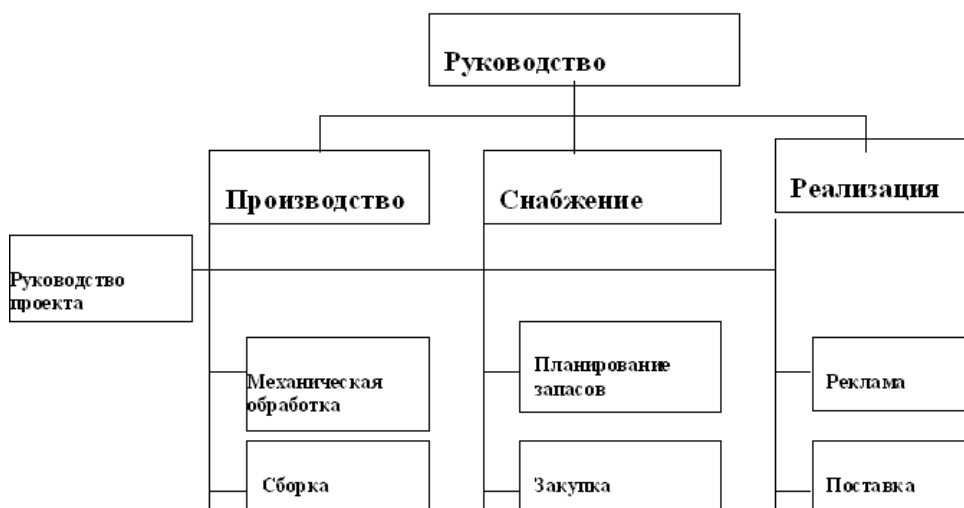 Руководство
Производство
Снабжение
Реализация
Руководство
проекта
Механическая
обработка
Планирование
запасов
Реклама
Сборка
Закупка
Поставка